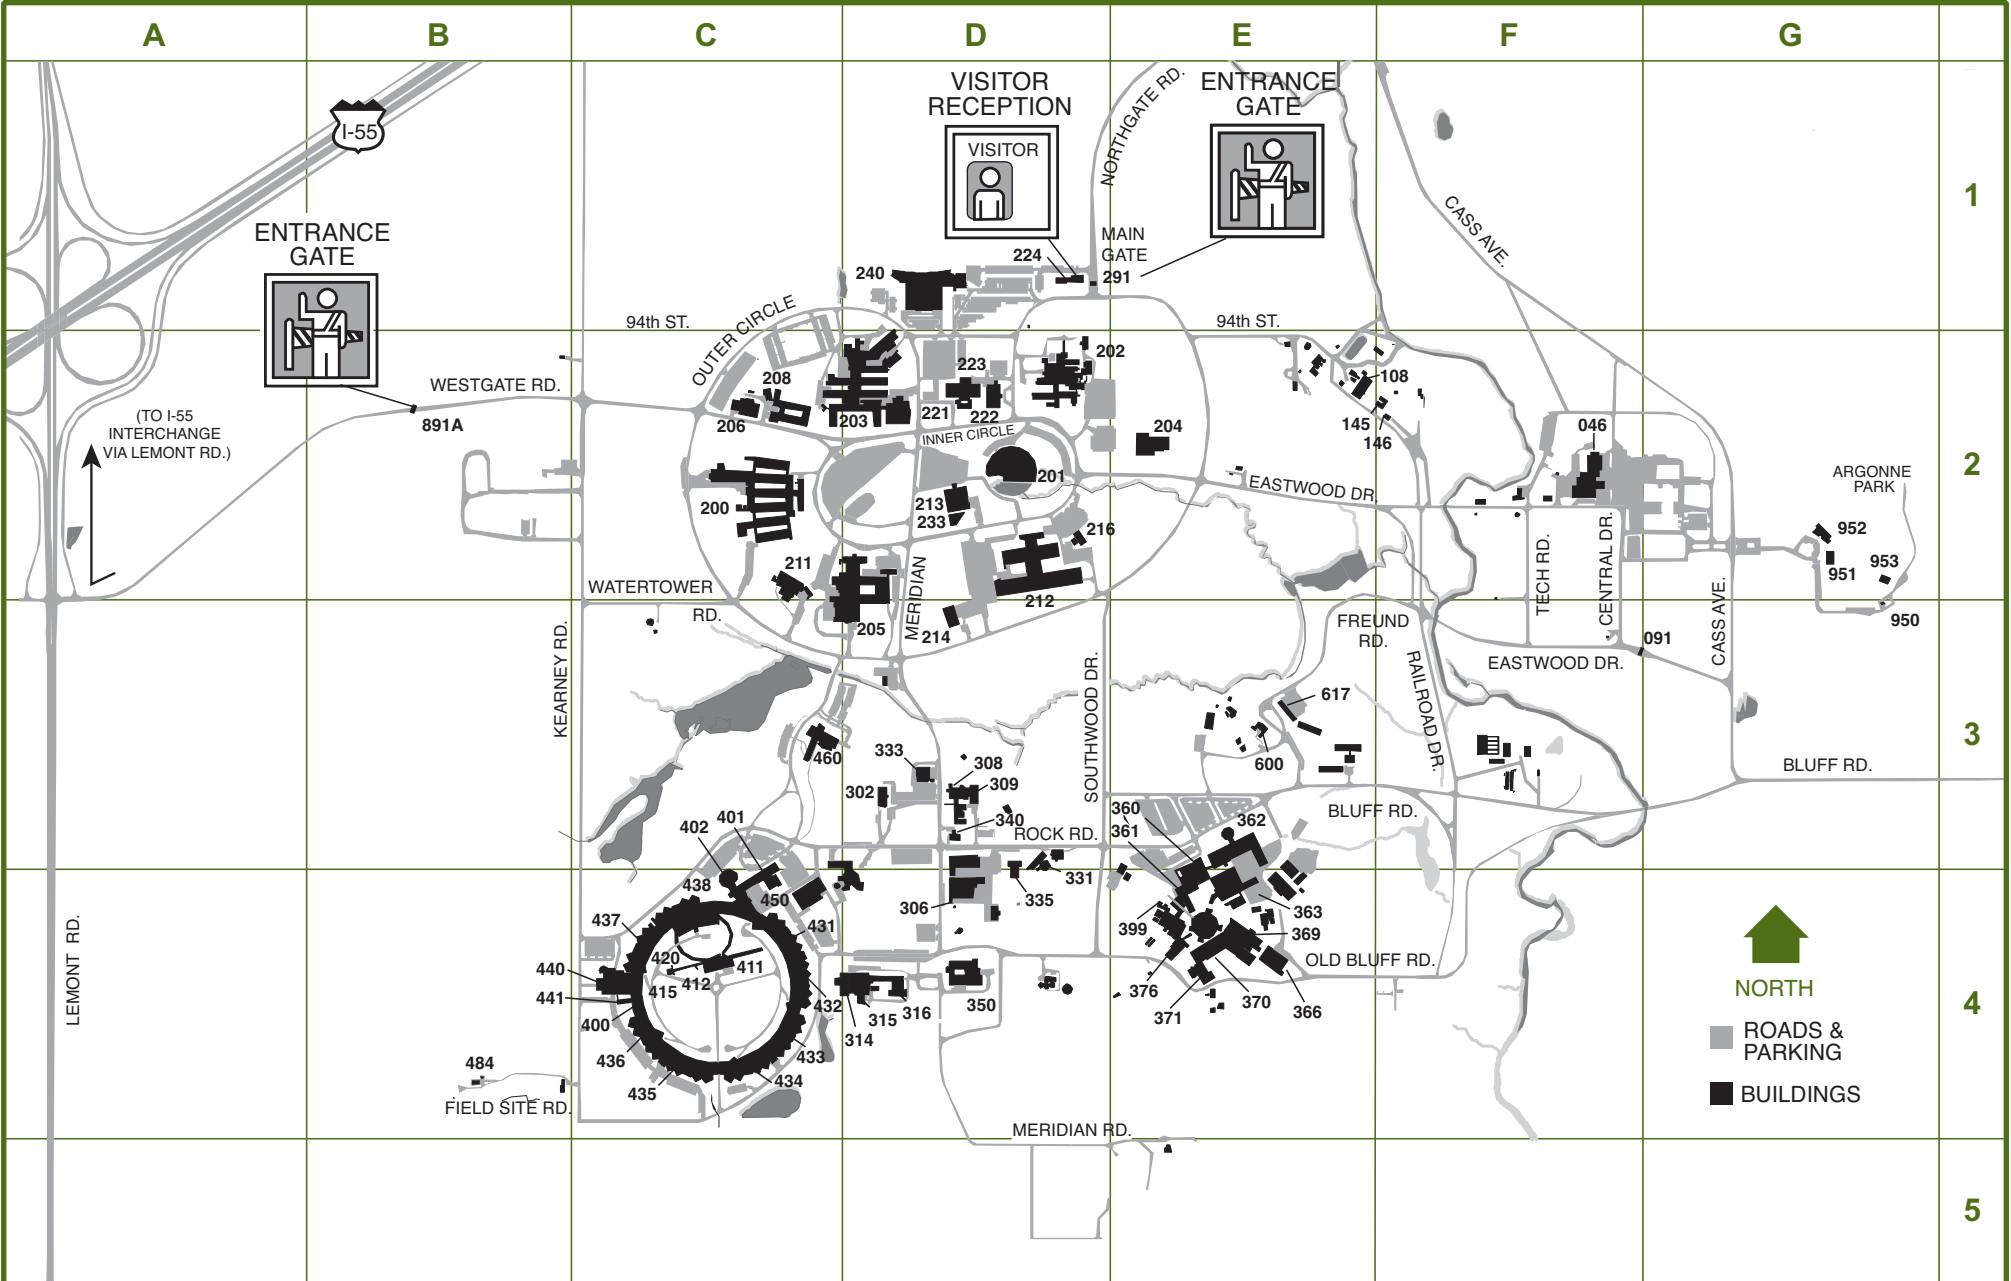 A
B
C
D
E
F
G
1
2
3
4
5
I-55
VISITOR
RECEPTION
VISITOR
NORTHGATE RD.
ENTRANCE
GATE
CASS AVE.
MAIN
GATE
224
291
240
ENTRANCE
GATE
OUTER CIRCLE
94th ST.
94th ST.
WESTGATE RD.
891A
(TO I-55
INTERCHANGE
VIA LEMONT RD.)
208
206
203
223
221
222
202
INNER CIRCLE
204
108
145
146
046
201
200
213
233
216
EASTWOOD DR.
ARGONNE
PARK
952
951
953
950
211
212
205
214
MERIDIAN
WATERTOWER
RD.
KEARNEY RD.
TECH RD.
CENTRAL DR.
CASS AVE.
FREUND
RD.
RAILROAD DR.
EASTWOOD DR.
091
SOUTHWOOD DR.
617
600
460
333
308
302
309
340
ROCK RD.
BLUFF RD.
BLUFF RD.
360
361
362
401
402
438
450
437
431
306
335
331
399
363
369
OLD BLUFF RD.
376
371
370
366
440
441
400
420
415
412
411
432
315
316
314
350
436
435
433
434
484
FIELD SITE RD.
LEMONT RD.
MERIDIAN RD.
NORTH
ROADS &
PARKING
BUILDINGS